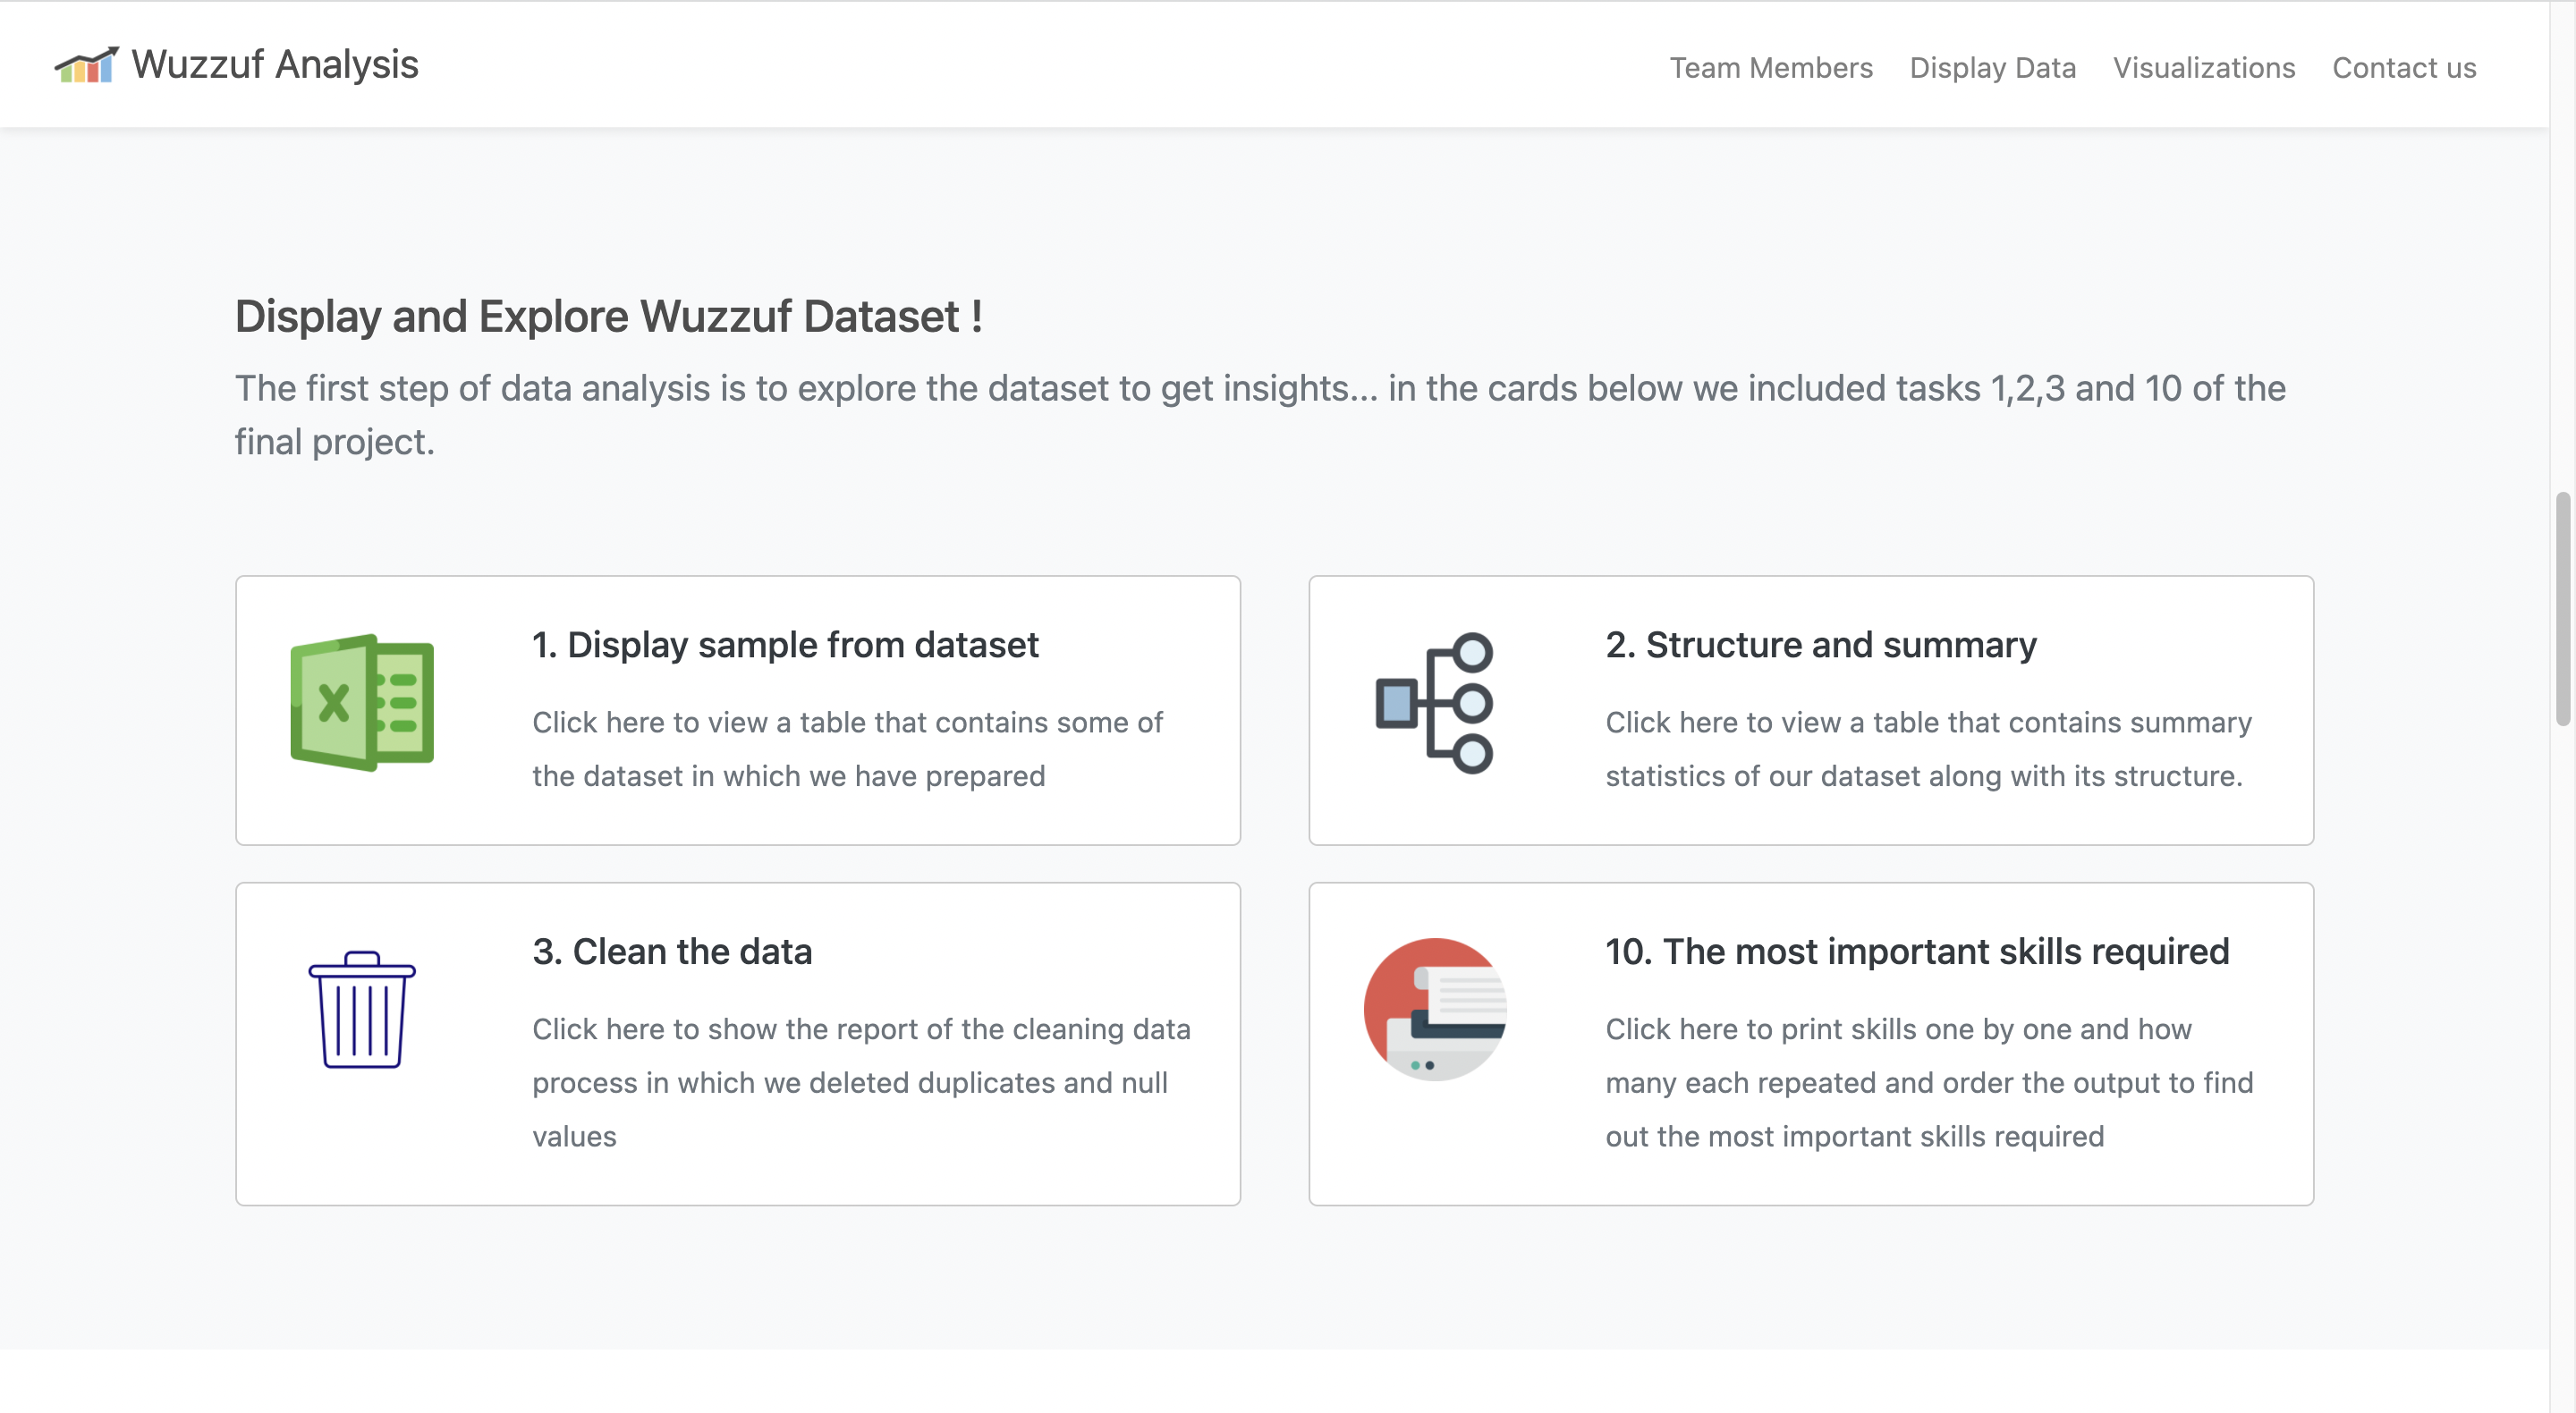 Wuzzuf Analysis
Team Members
Display Data
Visualizations
Contact us
Display and Explore Wuzzuf Dataset !
The first step of data analysis is to explore the dataset to get insights... in the cards below we included tasks 1,2,3 and 10 of the
final project.
X
1. Display sample from dataset
Click here to view a table that contains some of
the dataset in which we have prepared
2. Structure and summary
Click here to view a table that contains summary
statistics of our dataset along with its structure.
3. Clean the data
Click here to show the report of the cleaning data
process in which we deleted duplicates and null
values
10. The most important skills required
Click here to print skills one by one and how
many each repeated and order the output to find
out the most important skills required